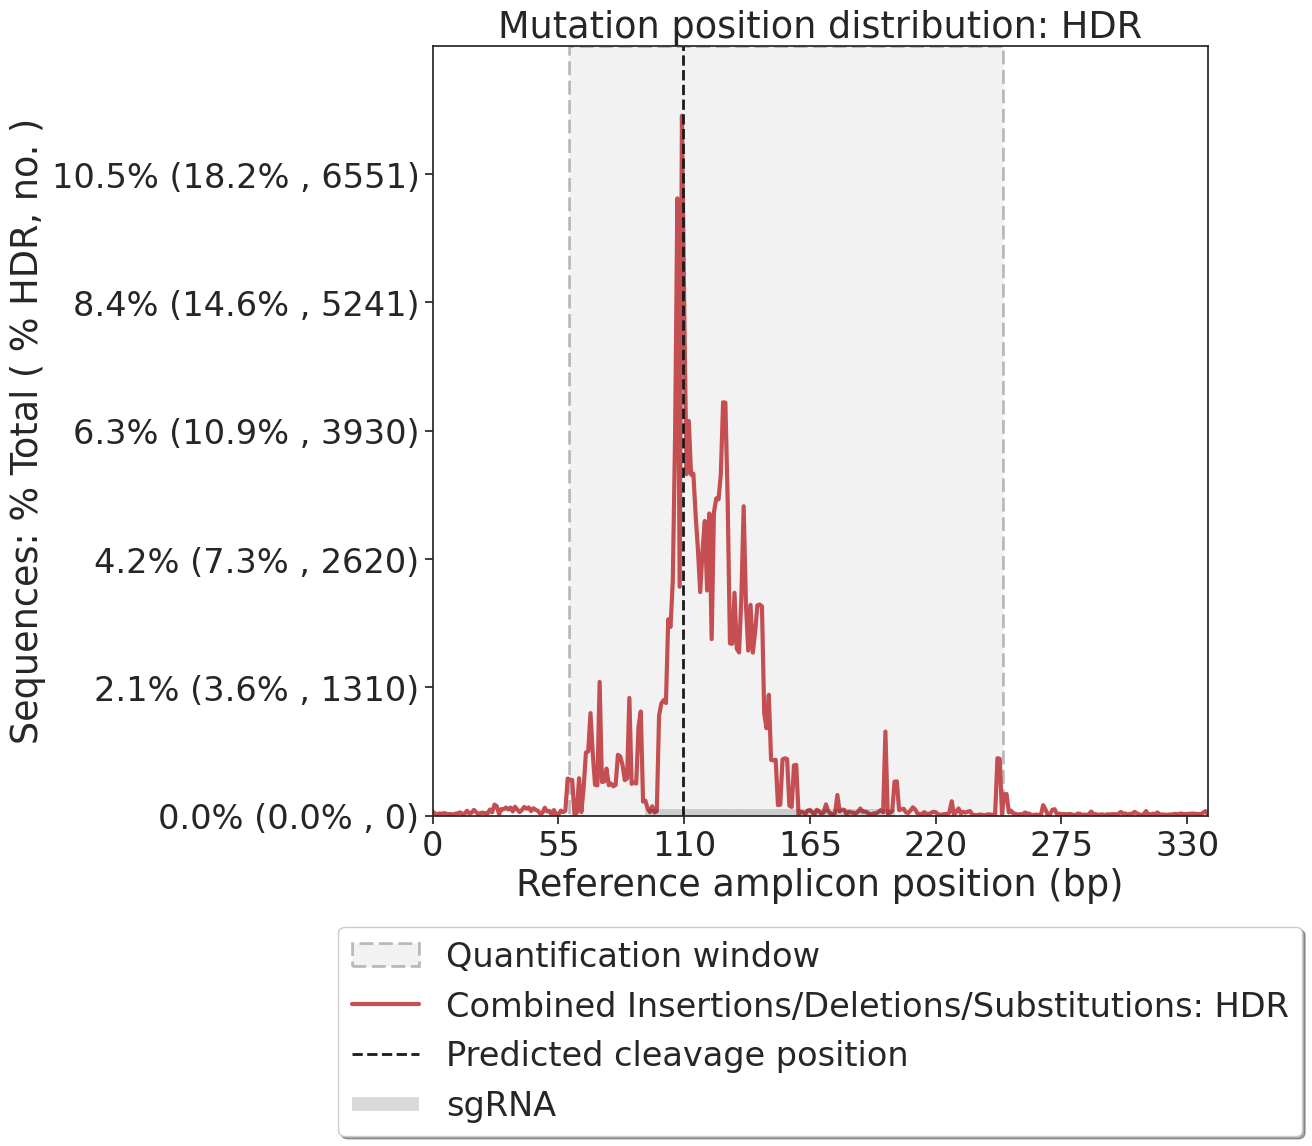 Mutation position distribution: HDR
Sequences: % Total ( % HDR, no. )
10.5% (18.2% , 6551)
8.4% (14.6% , 5241)
6.3% (10.9% , 3930)
4.2% (7.3% , 2620)
2.1% (3.6% , 1310)
0.0% (0.0% , 0)
0 55 110 165 220 275 330
Reference amplicon position (bp)
Quantification window
Combined Insertions/Deletions/Substitutions: HDR
Predicted cleavage position
sgRNA